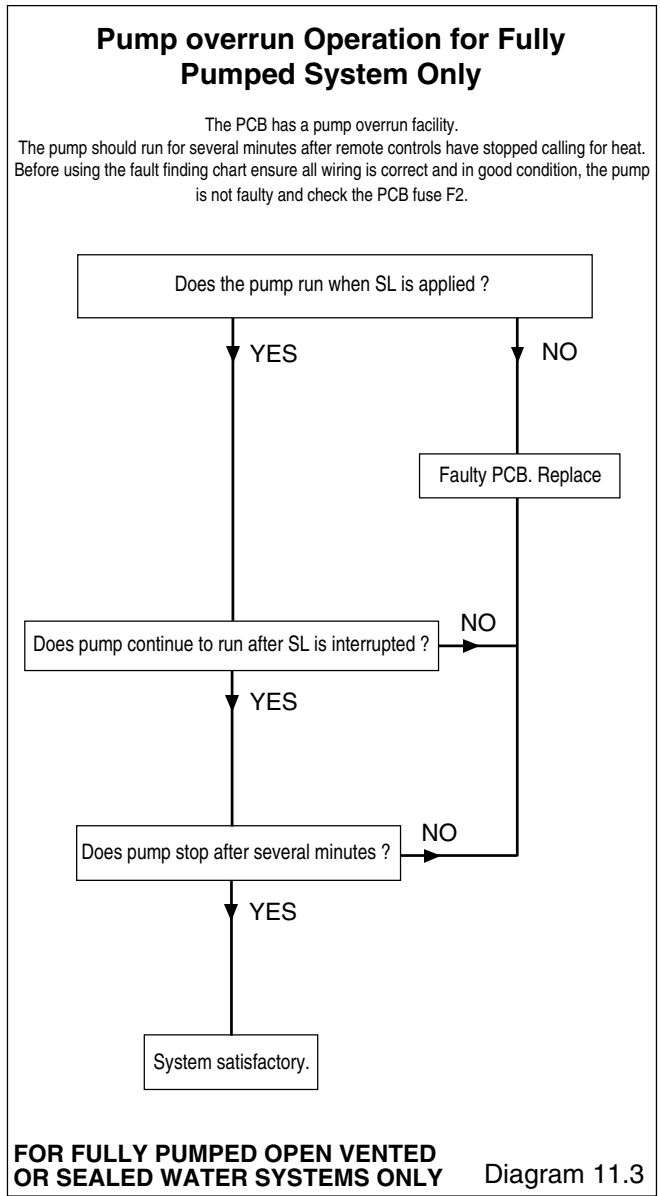 Pump overrun Operation for Fully
Pumped System Only
The PCB has a pump overrun facility.
The pump should run for several minutes after remote controls have stopped calling for heat.
Before using the fault finding chart ensure all wiring is correct and in good condition, the pump
is not faulty and check the PCB fuse F2.
Does the pump run when SL is applied ?
YES
NO
Faulty PCB. Replace
Does pump continue to run after SL is interrupted ?
NO
YES
Does pump stop after several minutes ?
NO
YES
System satisfactory.
FOR FULLY PUMPED OPEN VENTED
OR SEALED WATER SYSTEMS ONLY
Diagram 11.3